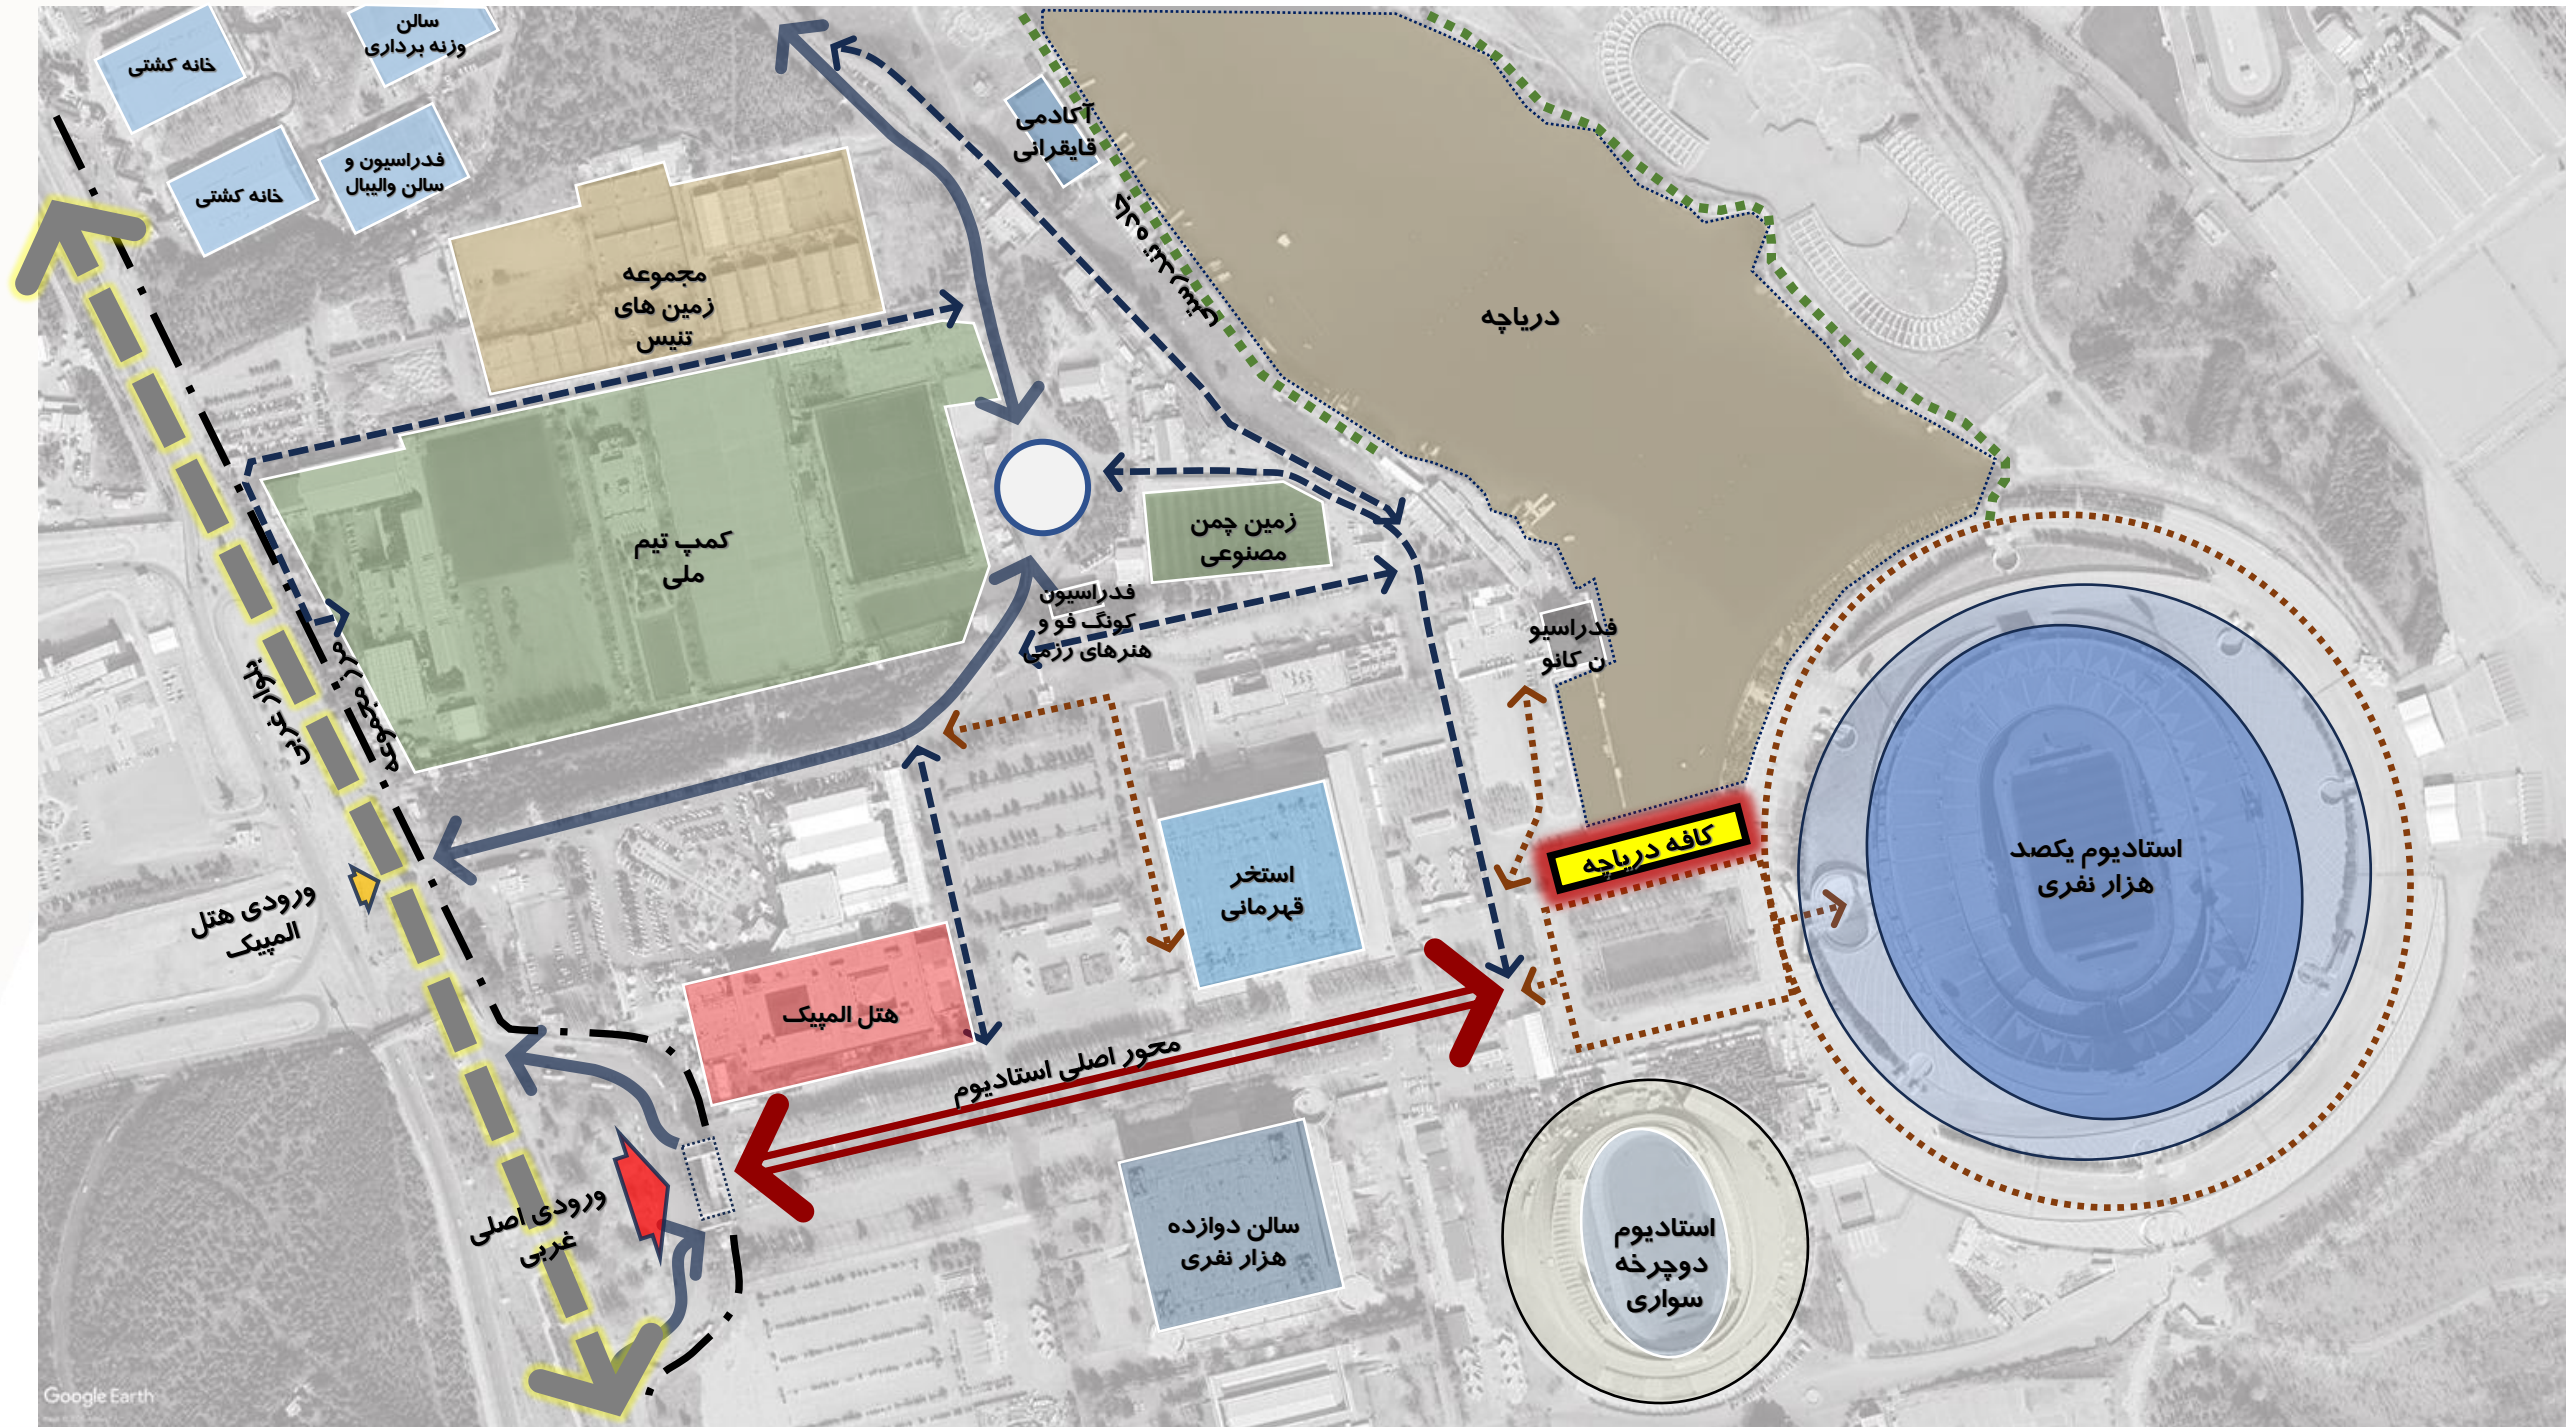 سالن
وزنه برداری
خانه کشتی
فدراسیون و
سالن والیبال
خانه کشتی
آکادمی
قایقرانی
جاده تندرستی
دریاچه
مجموعه
زمین های
تنیس
کمپ تیم
ملی
زمین چمن
مصنوعی
فدراسیون
کونگ فو و
هنرهای رزمی
فدراسیو
ن کانو
بلوار غربی
مرز مجموعه
کافه دریاچه
استادیوم یکصد
هزار نفری
استخر
قهرمانی
ورودی هتل
المپیک
هتل المپیک
محور اصلی استادیوم
ورودی اصلی
غربی
سالن دوازده
هزار نفری
استادیوم
دوچرخه
سواری
Google Earth